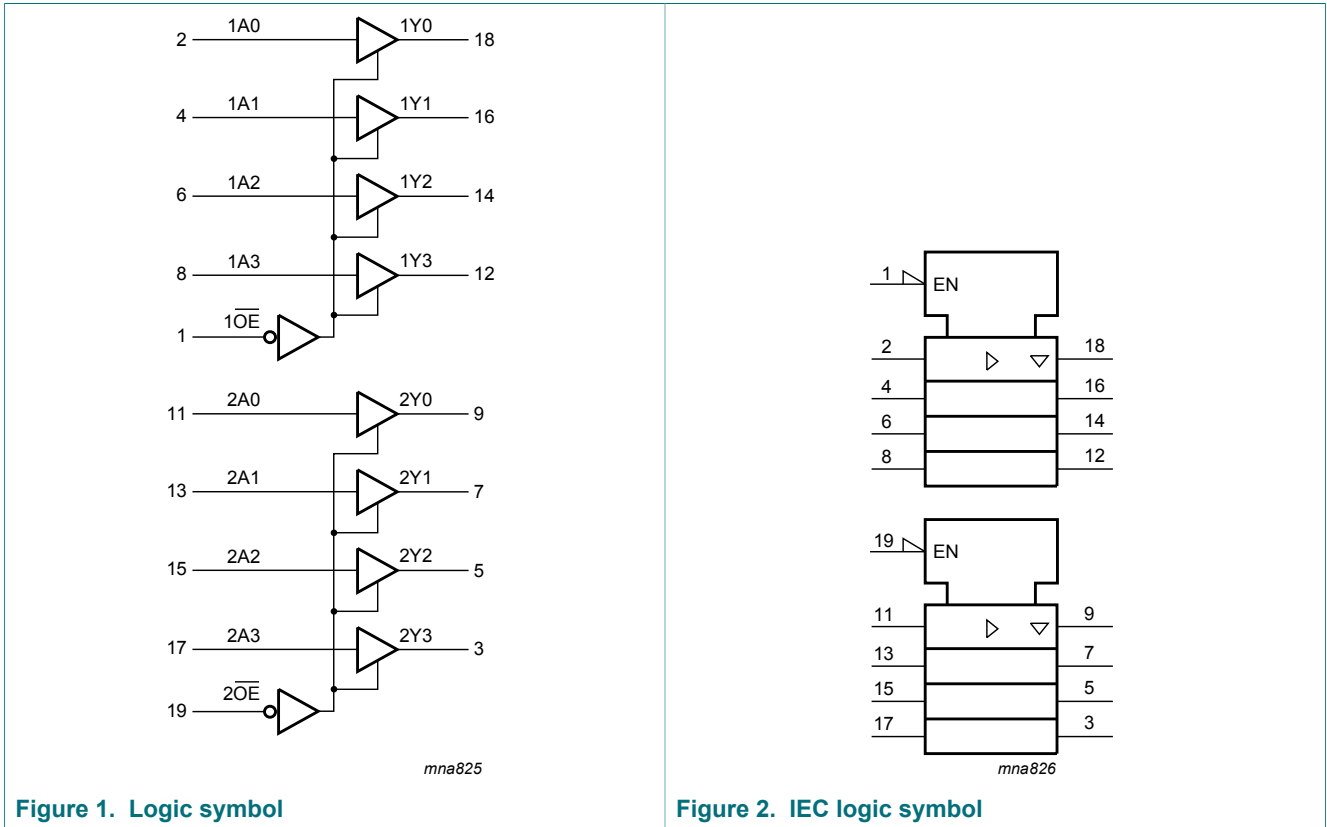 2 1A0 1Y0 18
4 1A1 1Y1 16
6 1A2 1Y2 14
8 1A3 1Y3 12
1 1O̅E̅
11 2A0 2Y0 9
13 2A1 2Y1 7
15 2A2 2Y2 5
17 2A3 2Y3 3
19 2O̅E̅
mna825
Figure 1. Logic symbol
1 EN
2 18
4 16
6 14
8 12
19 EN
11 9
13 7
15 5
17 3
mna826
Figure 2. IEC logic symbol